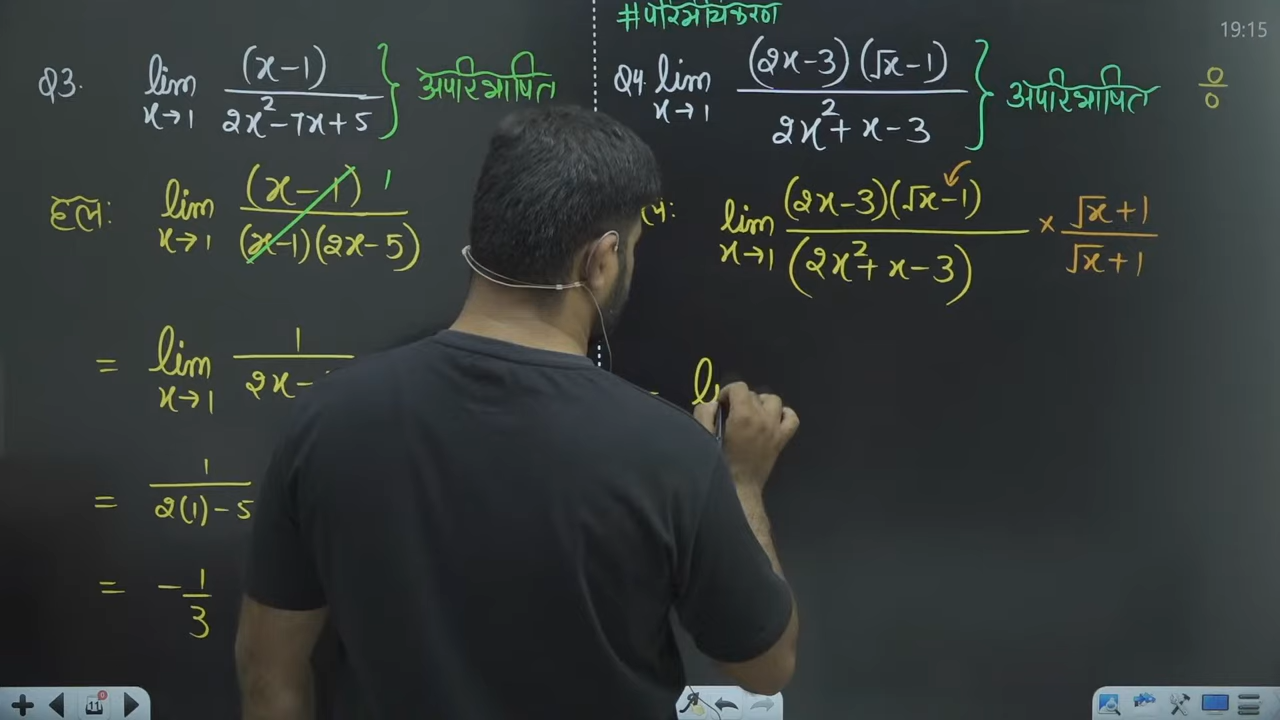 19:15
#परिमेयिकरण
Q3. lim x→1 (x-1) / 2x²-7x+5 } अपरिभाषित
हल: lim x→1 (x-1) 1 / (x-1)(2x-5)
= lim x→1 1 / 2x-
= 1 / 2(1)-5
= -1/3
Q4. lim x→1 (2x-3)(√x-1) / 2x²+x-3 } अपरिभाषित 0/0
lim x→1 (2x-3)(√x-1) / (2x²+x-3) × √x+1 / √x+1
11
0